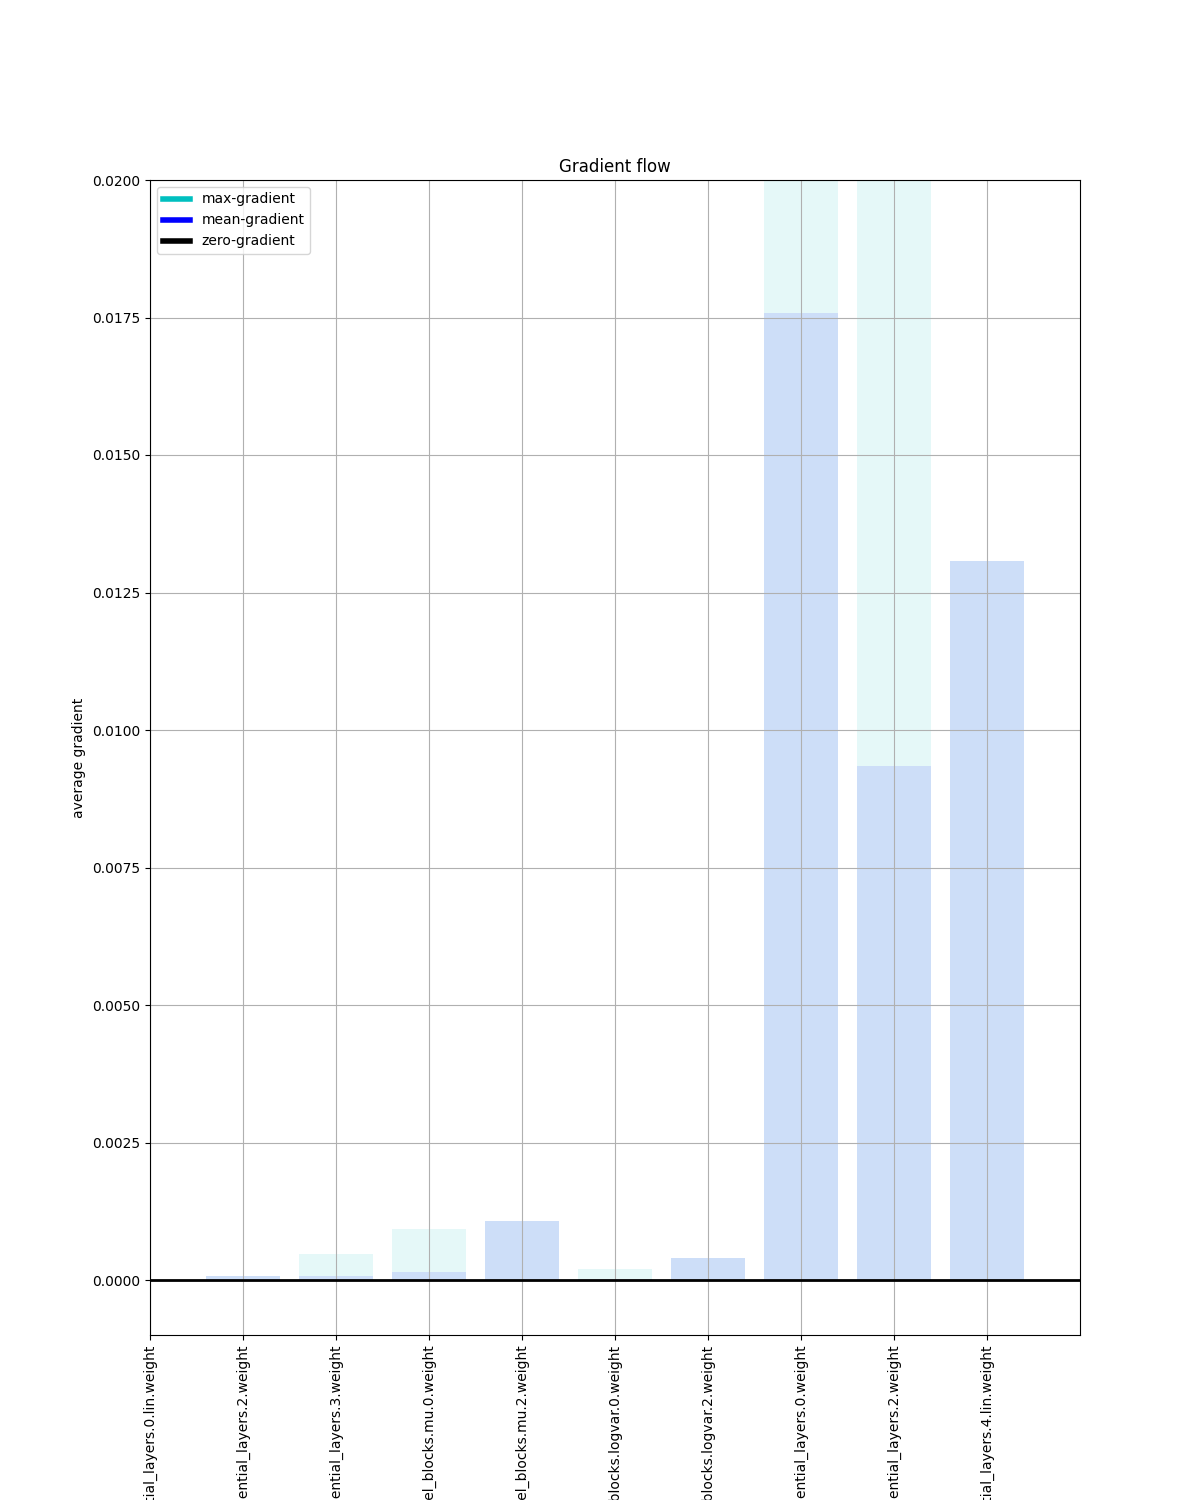 Gradient flow
max-gradient
mean-gradient
zero-gradient
0.0200
0.0175
0.0150
0.0125
0.0100
0.0075
0.0050
0.0025
0.0000
average gradient
tial_layers.0.lin.weight
ential_layers.2.weight
ential_layers.3.weight
el_blocks.mu.0.weight
el_blocks.mu.2.weight
blocks.logvar.0.weight
blocks.logvar.2.weight
ential_layers.0.weight
ential_layers.2.weight
tial_layers.4.lin.weight